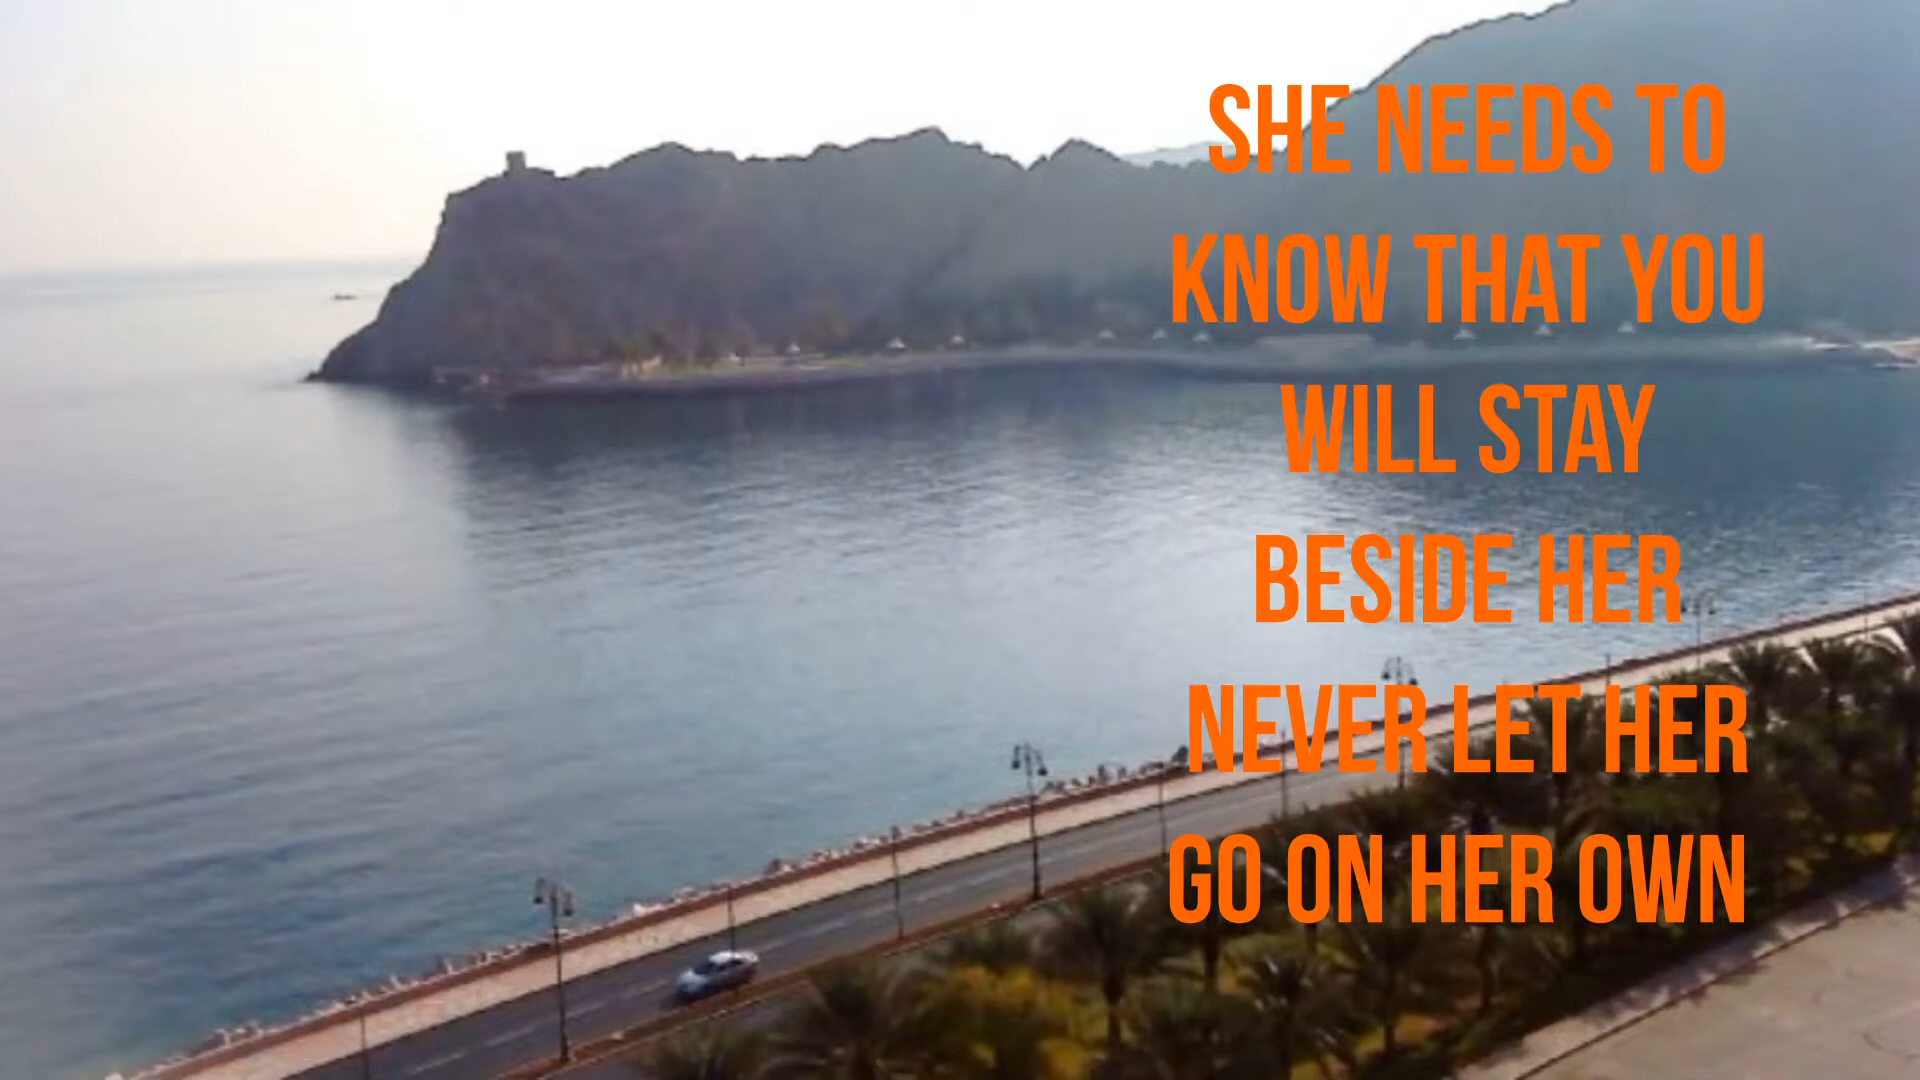 SHE NEEDS TO
KNOW THAT YOU
WILL STAY
BESIDE HER
NEVER LET HER
GO ON HER OWN